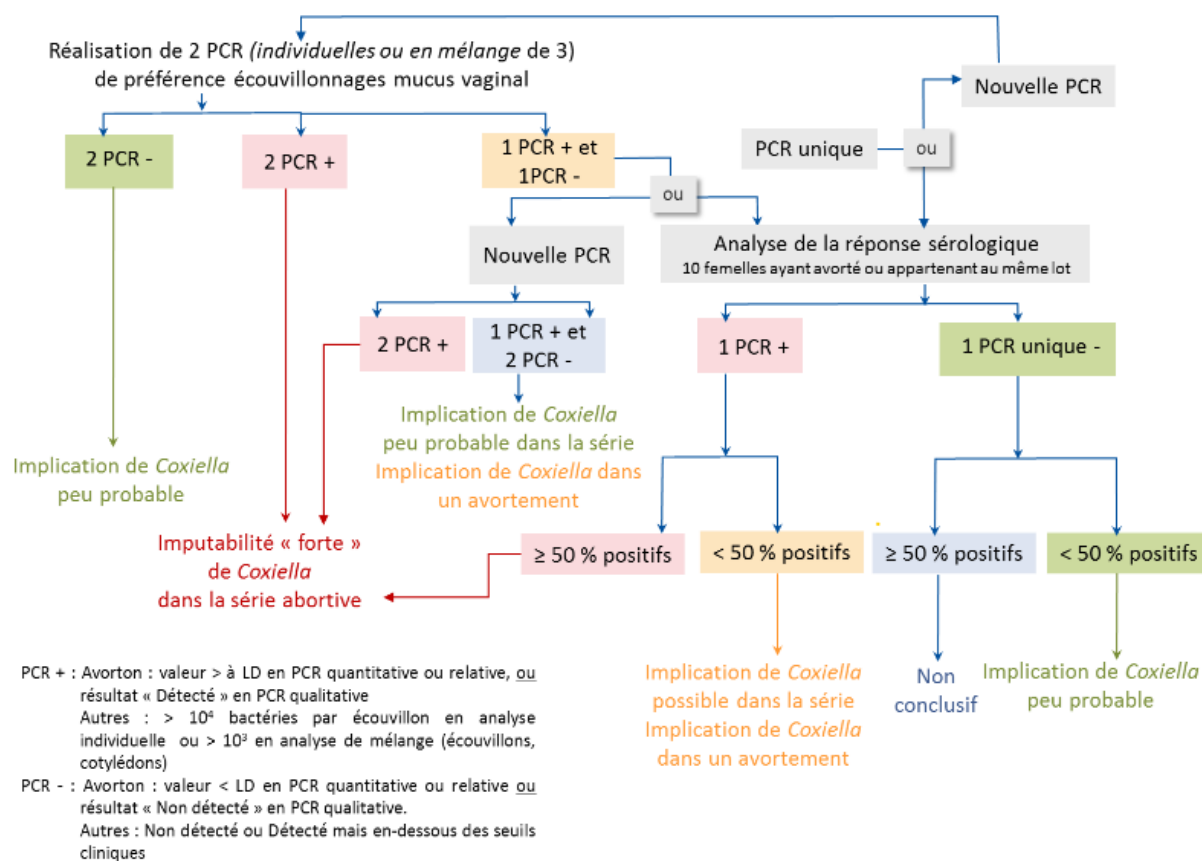 Réalisation de 2 PCR (individuelles ou en mélange de 3)
de préférence écouvillonnages mucus vaginal
Nouvelle PCR
2 PCR -
2 PCR +
1 PCR + et
1PCR -
PCR unique
ou
ou
Nouvelle PCR
Analyse de la réponse sérologique
10 femelles ayant avorté ou appartenant au même lot
2 PCR +
1 PCR + et
2 PCR -
1 PCR +
1 PCR unique -
Implication de Coxiella
peu probable dans la série
Implication de Coxiella dans
un avortement
Implication de Coxiella
peu probable
Imputabilité « forte »
de Coxiella
dans la série abortive
≥ 50 % positifs
< 50 % positifs
≥ 50 % positifs
< 50 % positifs
Implication de Coxiella
possible dans la série
Implication de Coxiella
dans un avortement
Non
conclusif
Implication de Coxiella
peu probable
PCR + : Avorton : valeur > à LD en PCR quantitative ou relative, ou
résultat « Détecté » en PCR qualitative
Autres : > 10⁴ bactéries par écouvillon en analyse
individuelle ou > 10³ en analyse de mélange (écouvillons,
cotylédons)
PCR - : Avorton : valeur < LD en PCR quantitative ou relative ou
résultat « Non détecté » en PCR qualitative.
Autres : Non détecté ou Détecté mais en-dessous des seuils
cliniques